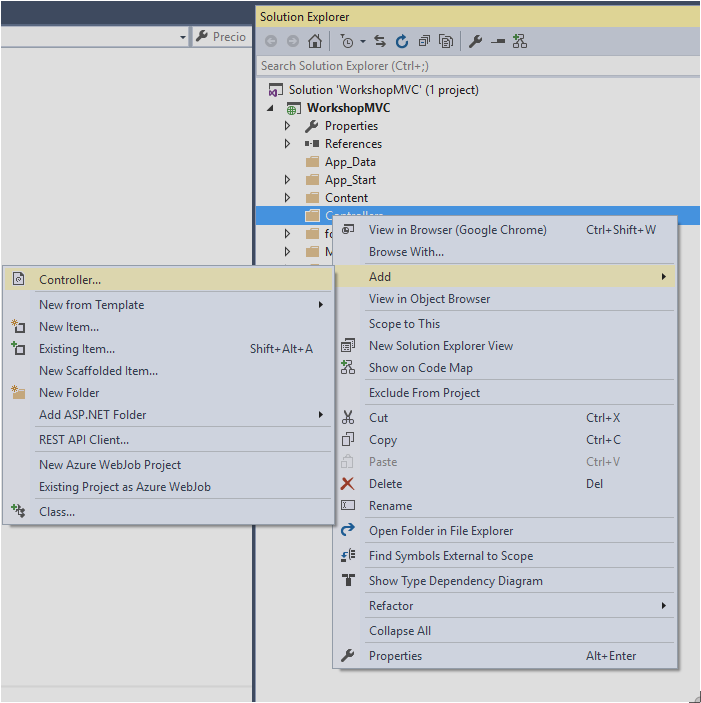 Solution Explorer
Precio
Search Solution Explorer (Ctrl+;)
Solution 'WorkshopMVC' (1 project)
WorkshopMVC
Properties
References
App_Data
App_Start
Content
Controllers
View in Browser (Google Chrome) Ctrl+Shift+W
Browse With...
Add
View in Object Browser
Scope to This
New Solution Explorer View
Show on Code Map
Exclude From Project
Cut Ctrl+X
Copy Ctrl+C
Paste Ctrl+V
Delete Del
Rename
Open Folder in File Explorer
Find Symbols External to Scope
Show Type Dependency Diagram
Refactor
Collapse All
Properties Alt+Enter
Controller...
New from Template
New Item...
Existing Item... Shift+Alt+A
New Scaffolded Item...
New Folder
Add ASP.NET Folder
REST API Client...
New Azure WebJob Project
Existing Project as Azure WebJob
Class...